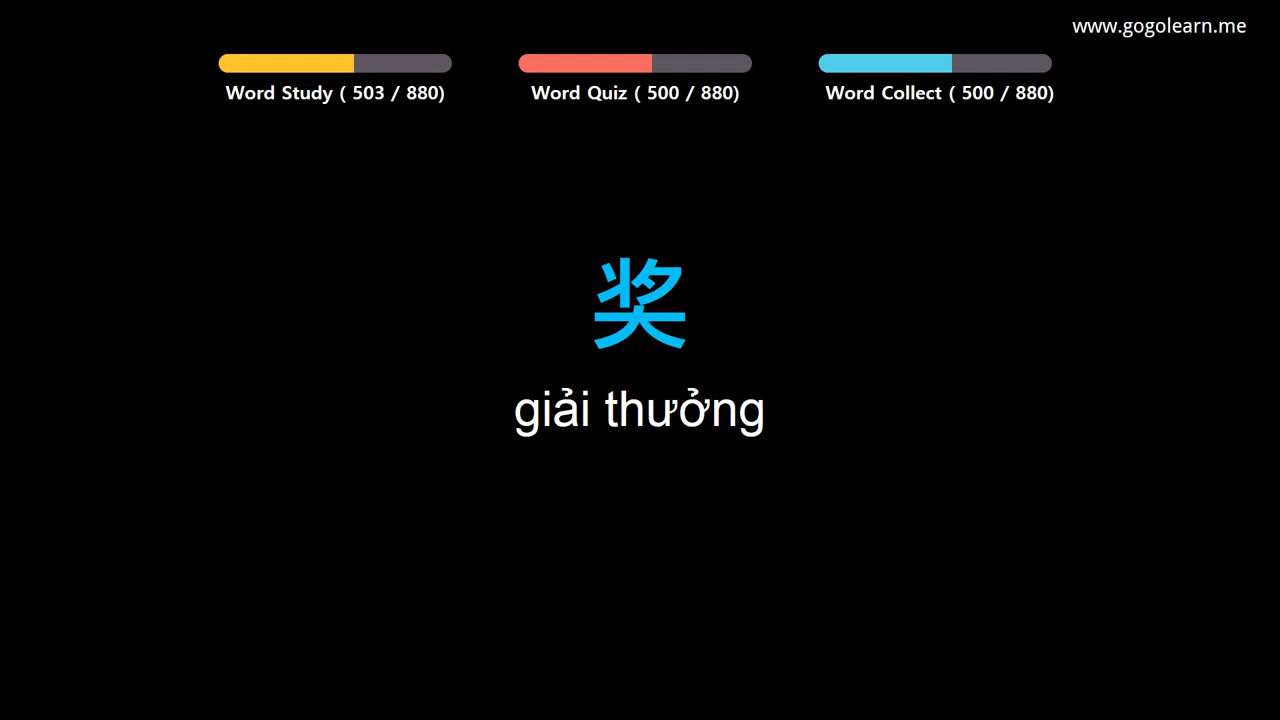 www.gogolearn.me
Word Study ( 503 / 880)
Word Quiz ( 500 / 880)
Word Collect ( 500 / 880)
奖
giải thưởng